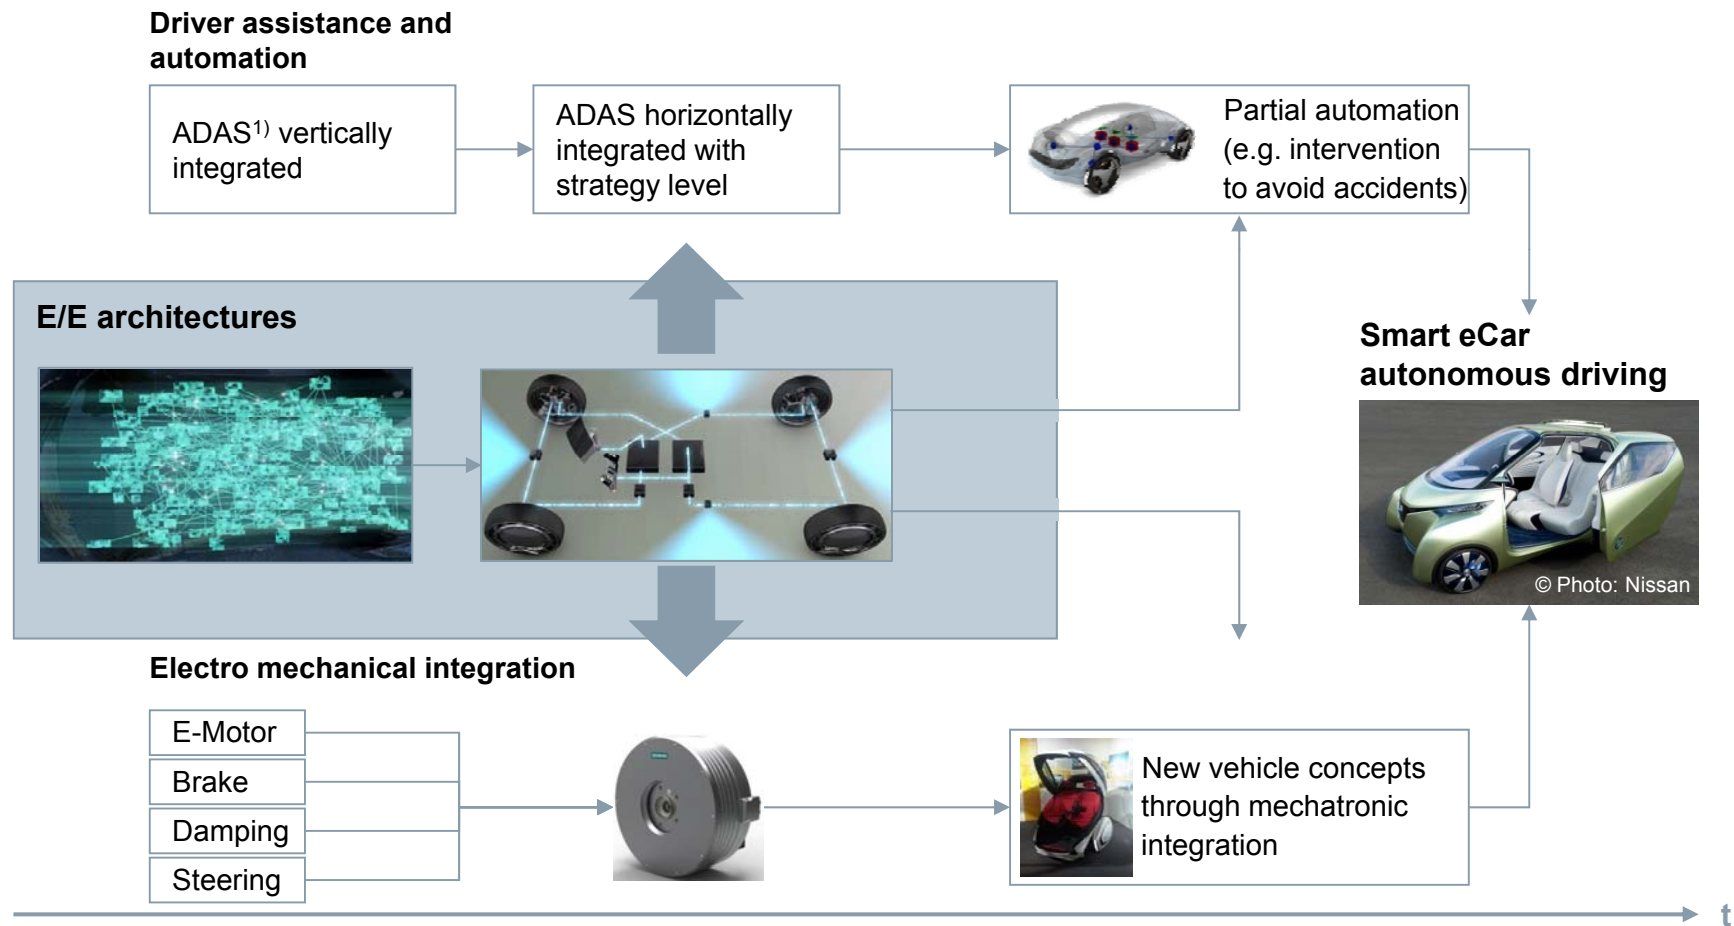 Driver assistance and
automation
ADAS1) vertically
integrated
ADAS horizontally
integrated with
strategy level
Partial automation
(e.g. intervention
to avoid accidents)
E/E architectures
Smart eCar
autonomous driving
© Photo: Nissan
Electro mechanical integration
E-Motor
Brake
Damping
Steering
New vehicle concepts
through mechatronic
integration
t